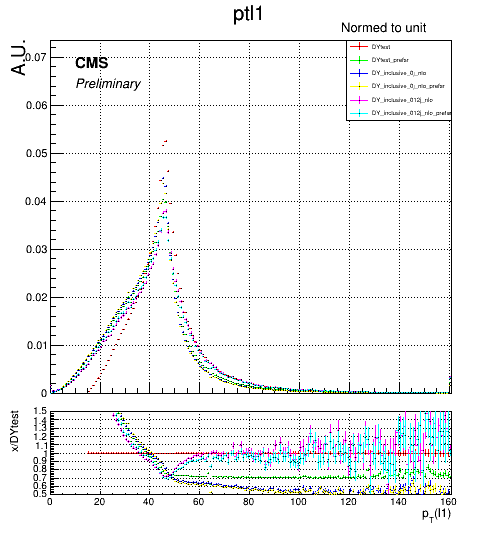 ptl1
Normed to unit
A.U.
CMS
Preliminary
DYtest
DYtest_prefsr
DY_inclusive_0j_nlo
DY_inclusive_0j_nlo_prefsr
DY_inclusive_012j_nlo
DY_inclusive_012j_nlo_prefsr
0.07
0.06
0.05
0.04
0.03
0.02
0.01
0
x/DYtest
1.5
1.4
1.3
1.2
1.1
1
0.9
0.8
0.7
0.6
0.5
0 20 40 60 80 100 120 140 160
p_T(l1)